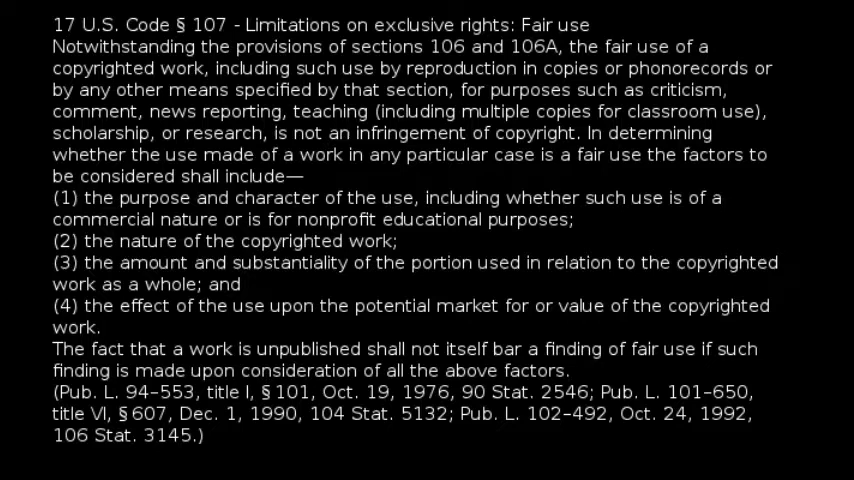 17 U.S. Code § 107 - Limitations on exclusive rights: Fair use
Notwithstanding the provisions of sections 106 and 106A, the fair use of a
copyrighted work, including such use by reproduction in copies or phonorecords or
by any other means specified by that section, for purposes such as criticism,
comment, news reporting, teaching (including multiple copies for classroom use),
scholarship, or research, is not an infringement of copyright. In determining
whether the use made of a work in any particular case is a fair use the factors to
be considered shall include—
(1) the purpose and character of the use, including whether such use is of a
commercial nature or is for nonprofit educational purposes;
(2) the nature of the copyrighted work;
(3) the amount and substantiality of the portion used in relation to the copyrighted
work as a whole; and
(4) the effect of the use upon the potential market for or value of the copyrighted
work.
The fact that a work is unpublished shall not itself bar a finding of fair use if such
finding is made upon consideration of all the above factors.
(Pub. L. 94–553, title I, § 101, Oct. 19, 1976, 90 Stat. 2546; Pub. L. 101–650,
title VI, § 607, Dec. 1, 1990, 104 Stat. 5132; Pub. L. 102–492, Oct. 24, 1992,
106 Stat. 3145.)